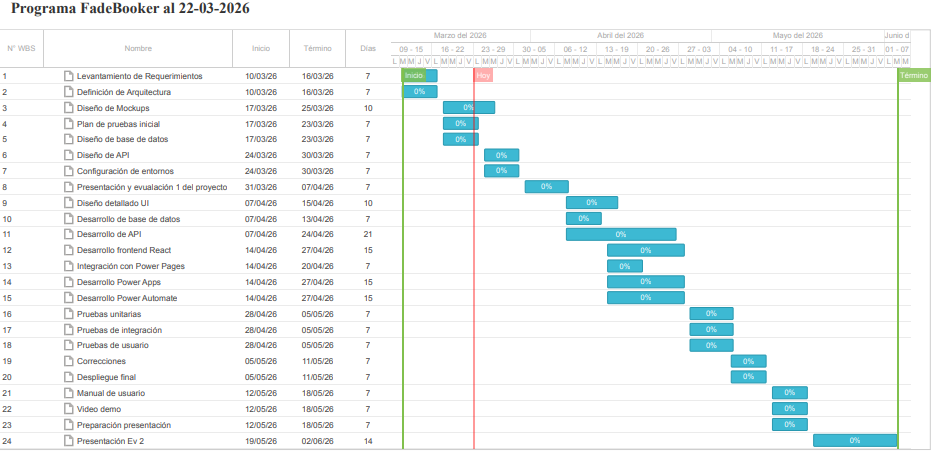 Programa FadeBooker al 22-03-2026
Marzo del 2026 Abril del 2026 Mayo del 2026 Junio d
N° WBS Nombre Inicio Término Días
09 - 15 16 - 22 23 - 29 30 - 05 06 - 12 13 - 19 20 - 26 27 - 03 04 - 10 11 - 17 18 - 24 25 - 31 01 - 07
L M M J V L M M J V L M M J V L M M J V L M M J V L M M J V L M M J V L M M J V L M M J V L M M J V L M M J V L M M J V L M M
1 Levantamiento de Requerimientos 10/03/26 16/03/26 7 Inicio Hoy Término
2 Definición de Arquitectura 10/03/26 16/03/26 7 0%
3 Diseño de Mockups 17/03/26 25/03/26 10 0%
4 Plan de pruebas inicial 17/03/26 23/03/26 7 0%
5 Diseño de base de datos 17/03/26 23/03/26 7 0%
6 Diseño de API 24/03/26 30/03/26 7 0%
7 Configuración de entornos 24/03/26 30/03/26 7 0%
8 Presentación y evualación 1 del proyecto 31/03/26 07/04/26 7 0%
9 Diseño detallado UI 07/04/26 15/04/26 10 0%
10 Desarrollo de base de datos 07/04/26 13/04/26 7 0%
11 Desarrollo de API 07/04/26 24/04/26 21 0%
12 Desarrollo frontend React 14/04/26 27/04/26 15 0%
13 Integración con Power Pages 14/04/26 20/04/26 7 0%
14 Desarrollo Power Apps 14/04/26 27/04/26 15 0%
15 Desarrollo Power Automate 14/04/26 27/04/26 15 0%
16 Pruebas unitarias 28/04/26 05/05/26 7 0%
17 Pruebas de integración 28/04/26 05/05/26 7 0%
18 Pruebas de usuario 28/04/26 05/05/26 7 0%
19 Correcciones 05/05/26 11/05/26 7 0%
20 Despliegue final 05/05/26 11/05/26 7 0%
21 Manual de usuario 12/05/26 18/05/26 7 0%
22 Video demo 12/05/26 18/05/26 7 0%
23 Preparación presentación 12/05/26 18/05/26 7 0%
24 Presentación Ev 2 19/05/26 02/06/26 14 0%